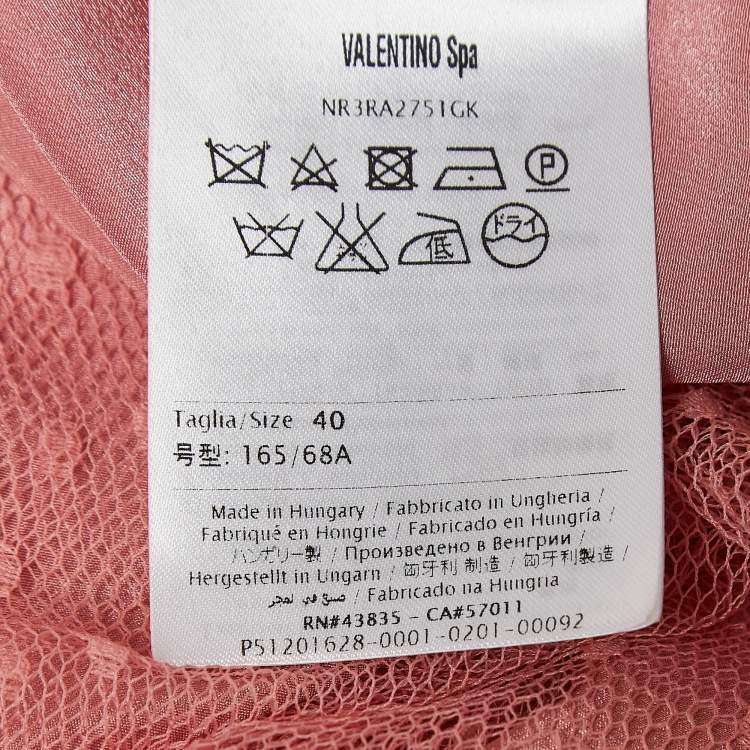 VALENTINO Spa
NR3RA2751GK
P
低 ドライ
Taglia/Size 40
号型: 165/68A
Made in Hungary / Fabbricato in Ungheria /
Fabriqué en Hongrie / Fabricado en Hungría /
ハンガリー製 / Произведено в Венгрии /
Hergestellt in Ungarn / 匈牙利 制造 / 匈牙利製造 /
صنع في لمجر / Fabricado na Hungria
RN#43835 - CA#57011
P51201628-0001-0201-00092